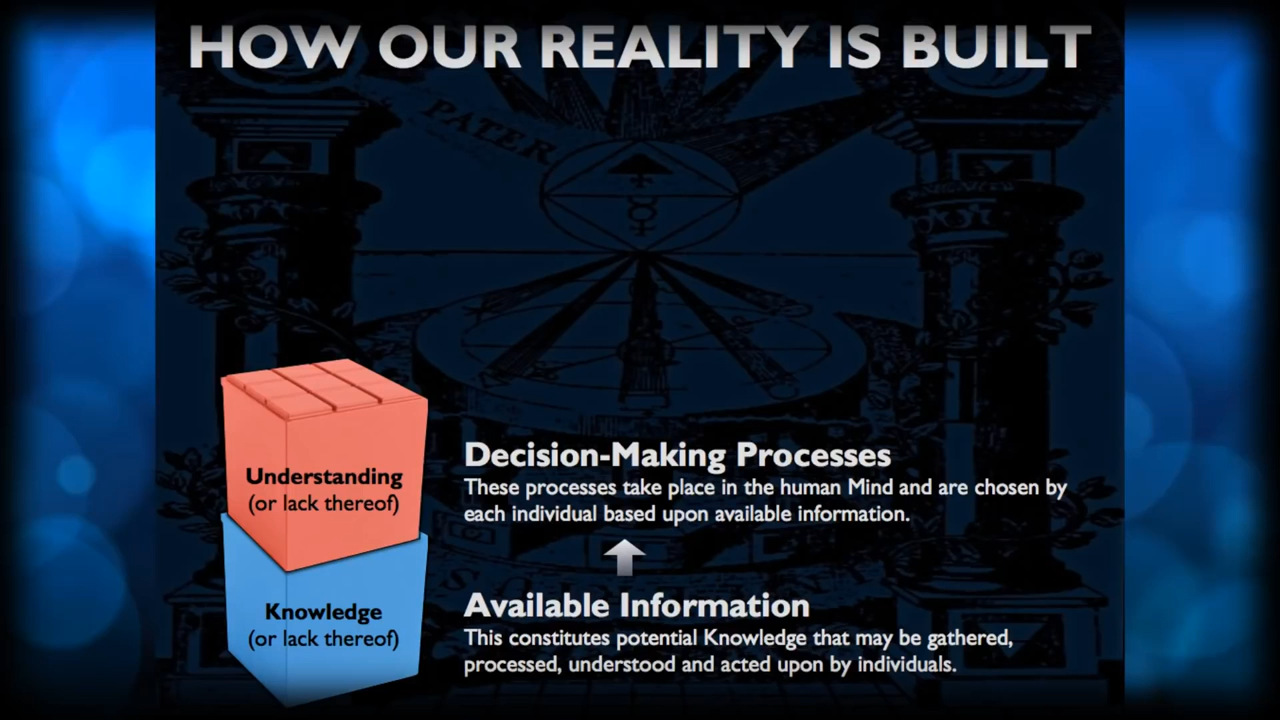 HOW OUR REALITY IS BUILT
PATER
Understanding
(or lack thereof)
Decision-Making Processes
These processes take place in the human Mind and are chosen by
each individual based upon available information.
Knowledge
(or lack thereof)
Available Information
This constitutes potential Knowledge that may be gathered,
processed, understood and acted upon by individuals.